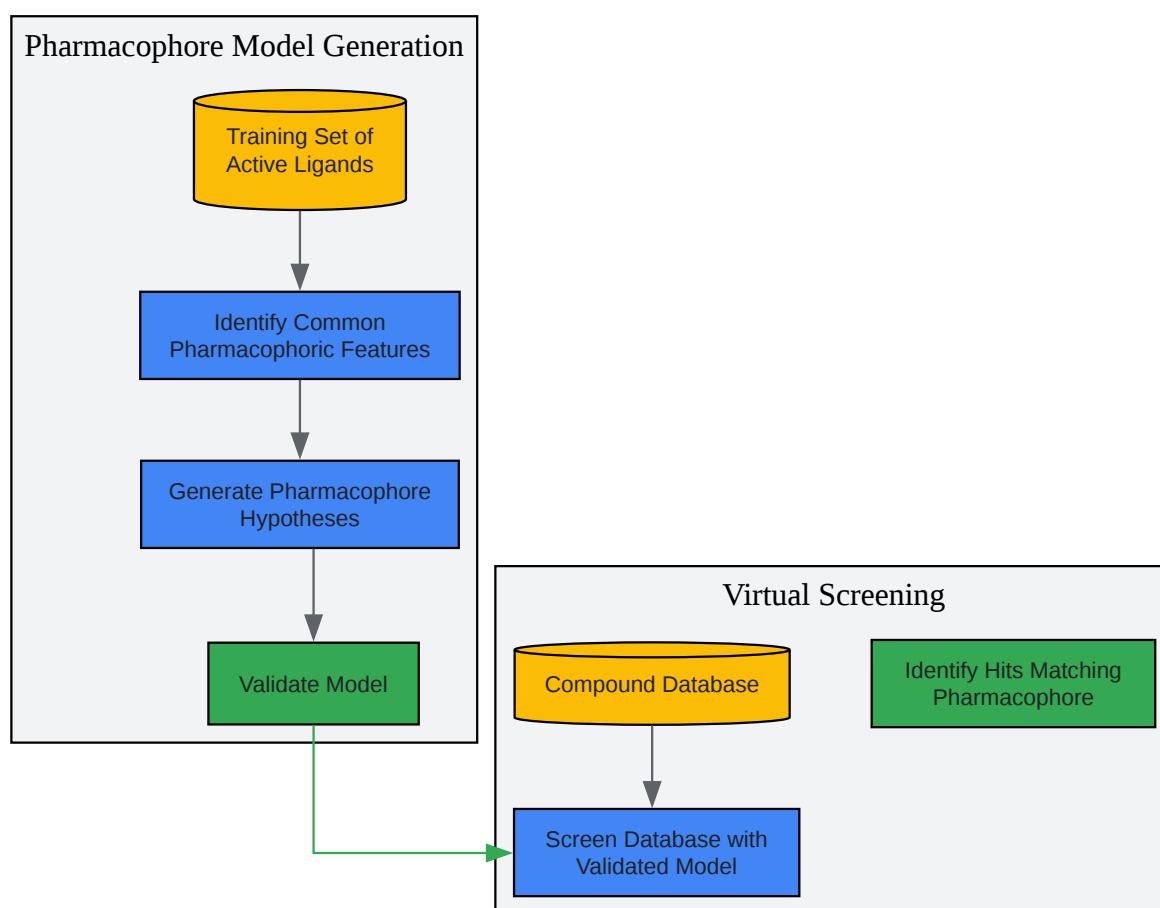 Pharmacophore Model Generation
Training Set of
Active Ligands
Identify Common
Pharmacophoric Features
Generate Pharmacophore
Hypotheses
Validate Model
Virtual Screening
Compound Database
Identify Hits Matching
Pharmacophore
Screen Database with
Validated Model